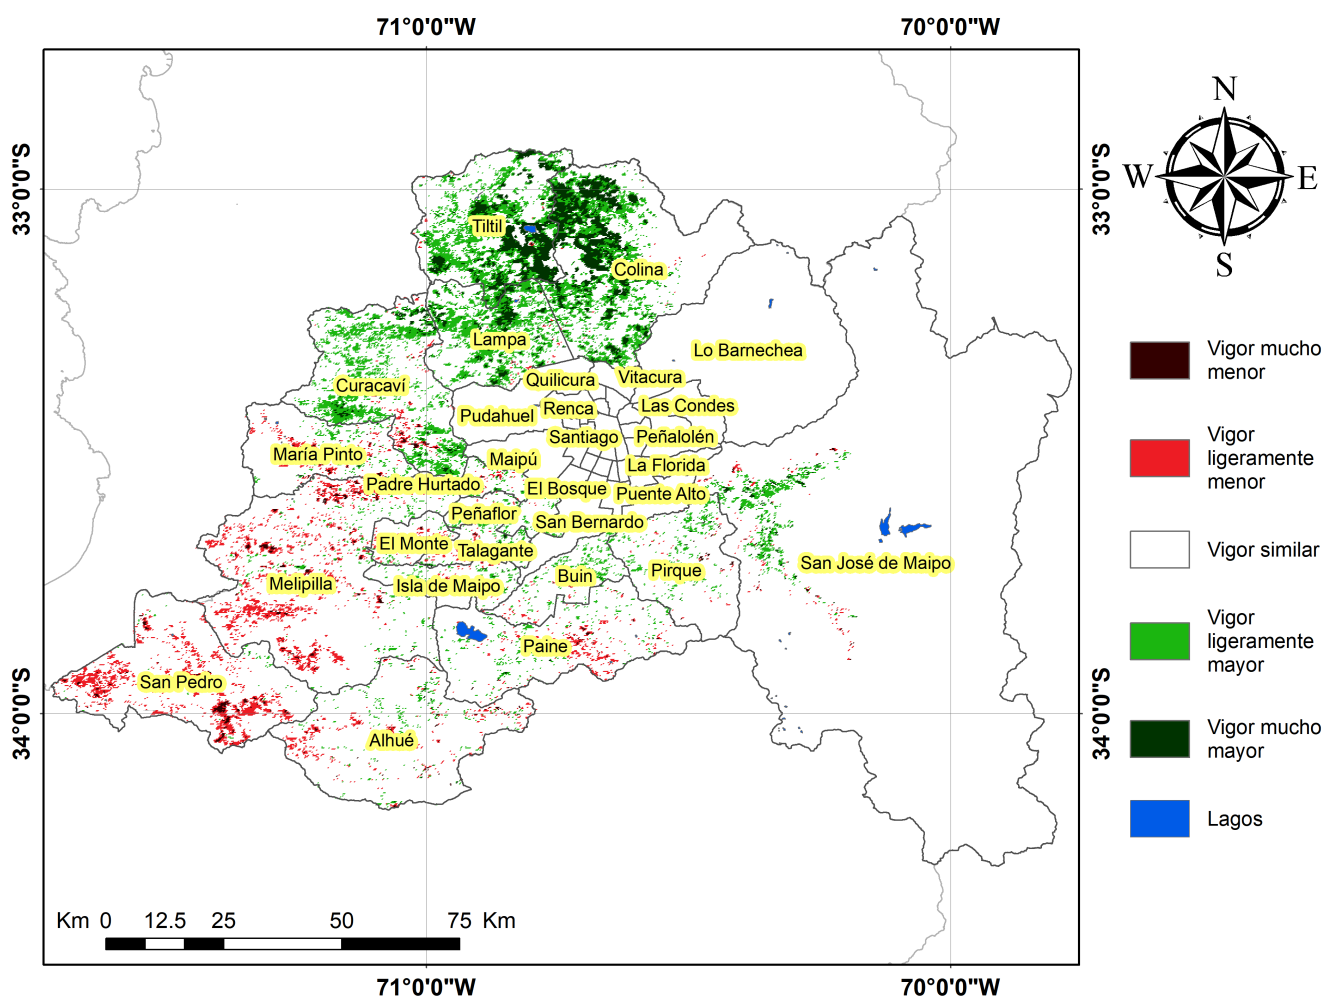 71°0'0"W
70°0'0"W
33°0'0"S
33°0'0"S
N
W
E
S
Tiltil
Colina
Lampa
Lo Barnechea
Quilicura
Vitacura
Curacaví
Renca
Las Condes
Pudahuel
Santiago
Peñalolén
María Pinto
Maipú
La Florida
Padre Hurtado
El Bosque
Puente Alto
Peñaflor
San Bernardo
El Monte
Talagante
San José de Maipo
Pirque
Melipilla
Isla de Maipo
Buin
Paine
San Pedro
Alhué
34°0'0"S
34°0'0"S
Vigor mucho
menor
Vigor
ligeramente
menor
Vigor similar
Vigor
ligeramente
mayor
Vigor mucho
mayor
Lagos
Km 0 12.5 25 50 75 Km
71°0'0"W
70°0'0"W